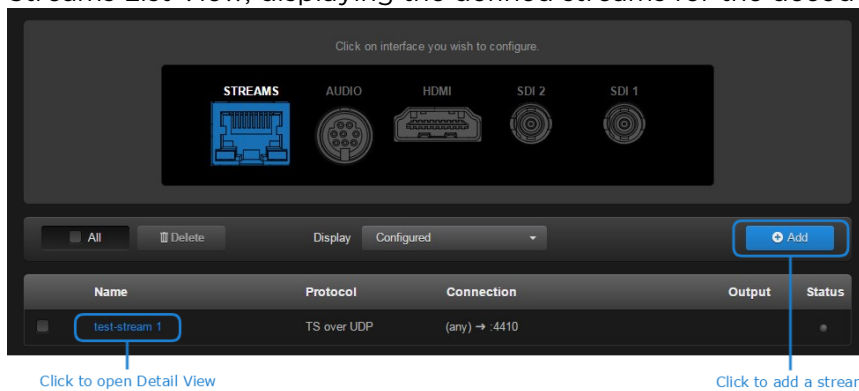 Click on interface you wish to configure.
STREAMS AUDIO HDMI SDI 2 SDI 1
All Delete Display Configured Add
Name Protocol Connection Output Status
test-stream 1 TS over UDP (any) → :4410
Click to open Detail View Click to add a strear